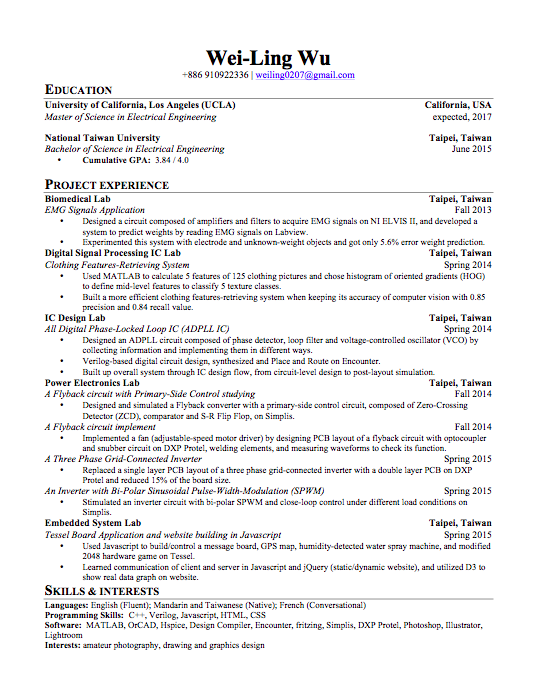 Wei-Ling Wu
+886 910922336 | weiling0207@gmail.com
EDUCATION
University of California, Los Angeles (UCLA) California, USA
Master of Science in Electrical Engineering expected, 2017
National Taiwan University Taipei, Taiwan
Bachelor of Science in Electrical Engineering June 2015
• Cumulative GPA: 3.84 / 4.0
PROJECT EXPERIENCE
Biomedical Lab Taipei, Taiwan
EMG Signals Application Fall 2013
• Designed a circuit composed of amplifiers and filters to acquire EMG signals on NI ELVIS II, and developed a
system to predict weights by reading EMG signals on Labview.
• Experimented this system with electrode and unknown-weight objects and got only 5.6% error weight prediction.
Digital Signal Processing IC Lab Taipei, Taiwan
Clothing Features-Retrieving System Spring 2014
• Used MATLAB to calculate 5 features of 125 clothing pictures and chose histogram of oriented gradients (HOG)
to define mid-level features to classify 5 texture classes.
• Built a more efficient clothing features-retrieving system when keeping its accuracy of computer vision with 0.85
precision and 0.84 recall value.
IC Design Lab Taipei, Taiwan
All Digital Phase-Locked Loop IC (ADPLL IC) Spring 2014
• Designed an ADPLL circuit composed of phase detector, loop filter and voltage-controlled oscillator (VCO) by
collecting information and implementing them in different ways.
• Verilog-based digital circuit design, synthesized and Place and Route on Encounter.
• Built up overall system through IC design flow, from circuit-level design to post-layout simulation.
Power Electronics Lab Taipei, Taiwan
A Flyback circuit with Primary-Side Control studying Fall 2014
• Designed and simulated a Flyback converter with a primary-side control circuit, composed of Zero-Crossing
Detector (ZCD), comparator and S-R Flip Flop, on Simplis.
A Flyback circuit implement Fall 2014
• Implemented a fan (adjustable-speed motor driver) by designing PCB layout of a flyback circuit with optocoupler
and snubber circuit on DXP Protel, welding elements, and measuring waveforms to check its function.
A Three Phase Grid-Connected Inverter Spring 2015
• Replaced a single layer PCB layout of a three phase grid-connected inverter with a double layer PCB on DXP
Protel and reduced 15% of the board size.
An Inverter with Bi-Polar Sinusoidal Pulse-Width-Modulation (SPWM) Spring 2015
• Stimulated an inverter circuit with bi-polar SPWM and close-loop control under different load conditions on
Simplis.
Embedded System Lab Taipei, Taiwan
Tessel Board Application and website building in Javascript Spring 2015
• Used Javascript to build/control a message board, GPS map, humidity-detected water spray machine, and modified
2048 hardware game on Tessel.
• Learned communication of client and server in Javascript and jQuery (static/dynamic website), and utilized D3 to
show real data graph on website.
SKILLS & INTERESTS
Languages: English (Fluent); Mandarin and Taiwanese (Native); French (Conversational)
Programming Skills: C++, Verilog, Javascript, HTML, CSS
Software: MATLAB, OrCAD, Hspice, Design Compiler, Encounter, fritzing, Simplis, DXP Protel, Photoshop, Illustrator,
Lightroom
Interests: amateur photography, drawing and graphics design